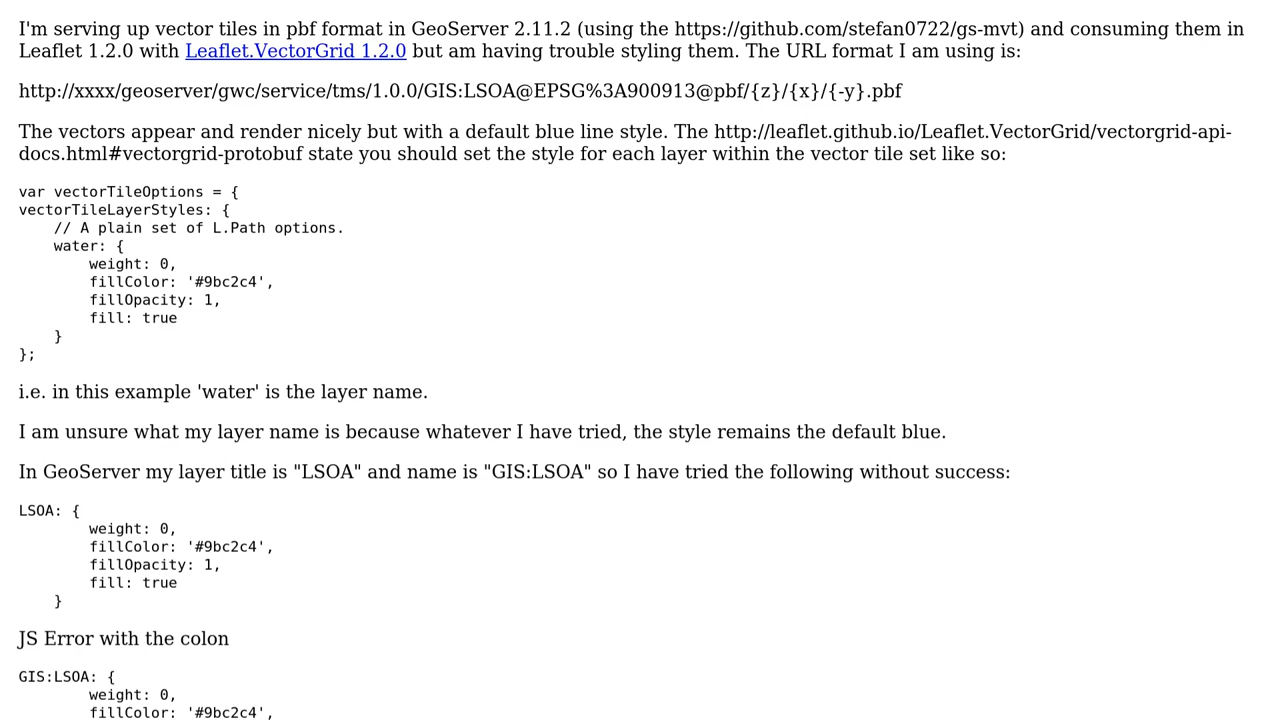 I'm serving up vector tiles in pbf format in GeoServer 2.11.2 (using the https://github.com/stefan0722/gs-mvt) and consuming them in
Leaflet 1.2.0 with Leaflet.VectorGrid 1.2.0 but am having trouble styling them. The URL format I am using is:
http://xxxx/geoserver/gwc/service/tms/1.0.0/GIS:LSOA@EPSG%3A900913@pbf/{z}/{x}/{-y}.pbf
The vectors appear and render nicely but with a default blue line style. The http://leaflet.github.io/Leaflet.VectorGrid/vectorgrid-api-
docs.html#vectorgrid-protobuf state you should set the style for each layer within the vector tile set like so:
var vectorTileOptions = {
vectorTileLayerStyles: {
    // A plain set of L.Path options.
    water: {
        weight: 0,
        fillColor: '#9bc2c4',
        fillOpacity: 1,
        fill: true
    }
};
i.e. in this example 'water' is the layer name.
I am unsure what my layer name is because whatever I have tried, the style remains the default blue.
In GeoServer my layer title is "LSOA" and name is "GIS:LSOA" so I have tried the following without success:
LSOA: {
        weight: 0,
        fillColor: '#9bc2c4',
        fillOpacity: 1,
        fill: true
    }
JS Error with the colon
GIS:LSOA: {
        weight: 0,
        fillColor: '#9bc2c4',